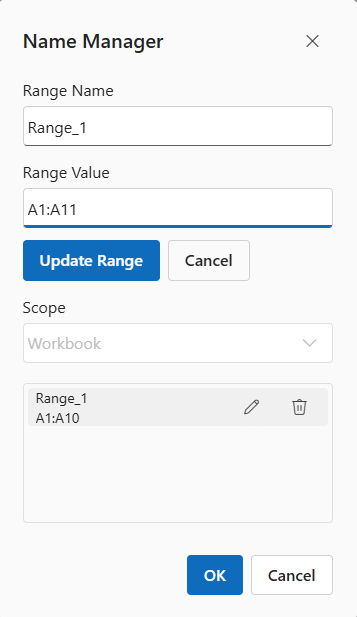 Name Manager
Range Name
Range_1
Range Value
A1:A11
Update Range Cancel
Scope
Workbook
Range_1
A1:A10
OK Cancel